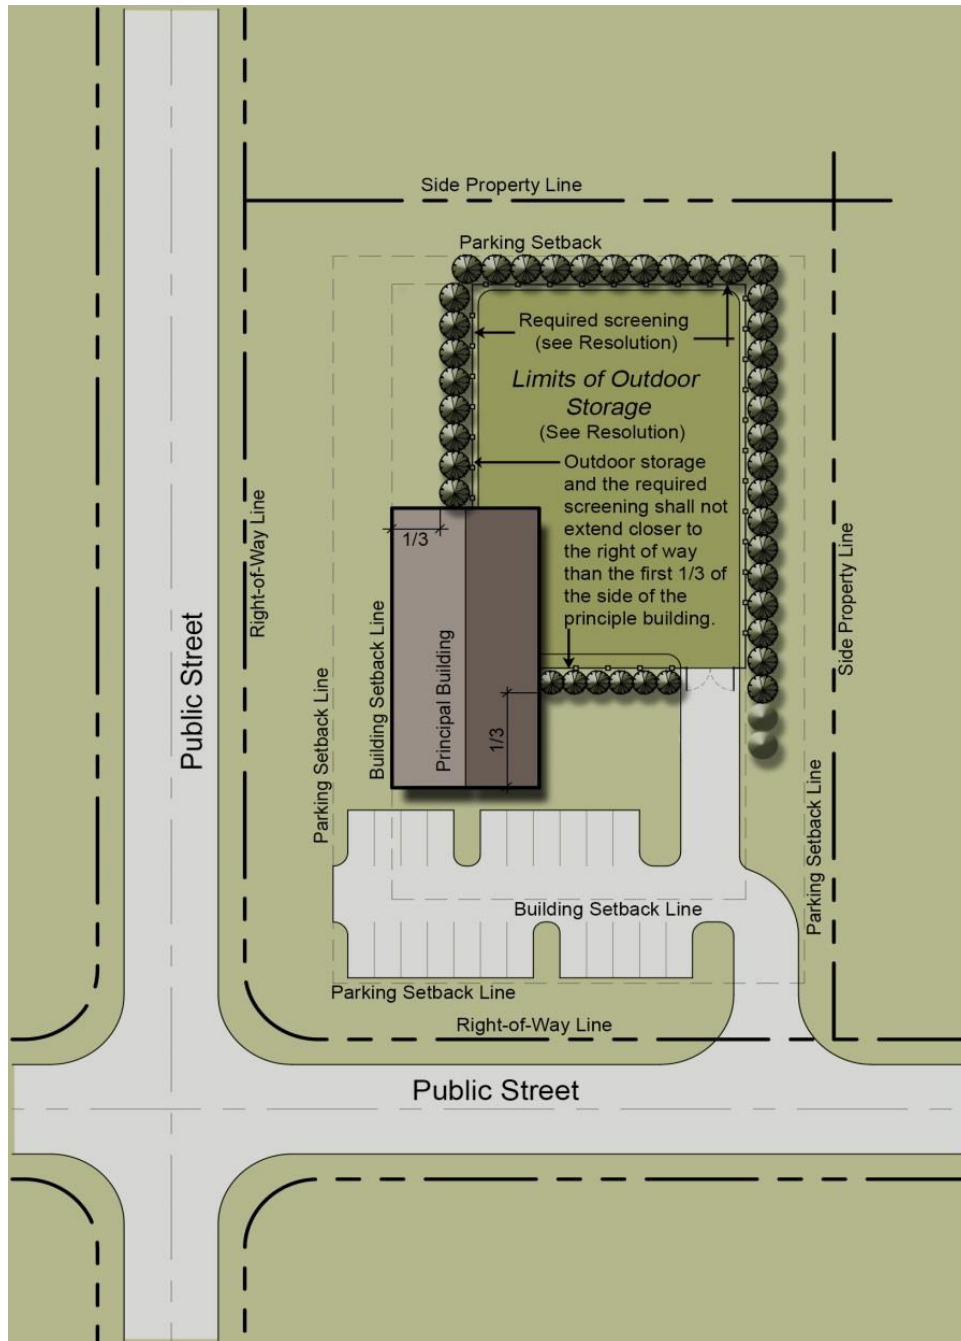 Side Property Line
Parking Setback
Required screening
(see Resolution)
Limits of Outdoor
Storage
(See Resolution)
Outdoor storage
and the required
screening shall not
extend closer to
the right of way
than the first 1/3 of
the side of the
principle building.
1/3
Right-of-Way Line
Side Property Line
Public Street
Building Setback Line
Principal Building
1/3
Parking Setback Line
Parking Setback Line
Building Setback Line
Parking Setback Line
Right-of-Way Line
Public Street